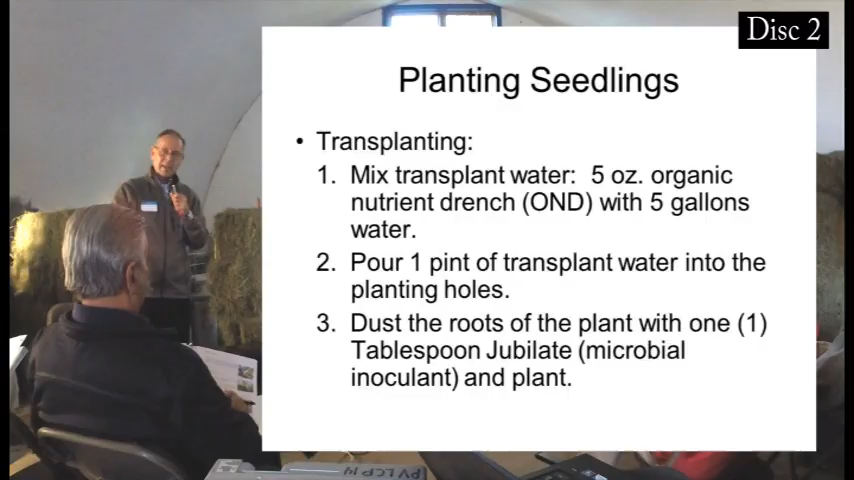 Disc 2
Planting Seedlings
• Transplanting:
1. Mix transplant water: 5 oz. organic
nutrient drench (OND) with 5 gallons
water.
2. Pour 1 pint of transplant water into the
planting holes.
3. Dust the roots of the plant with one (1)
Tablespoon Jubilate (microbial
inoculant) and plant.
PVLCPW